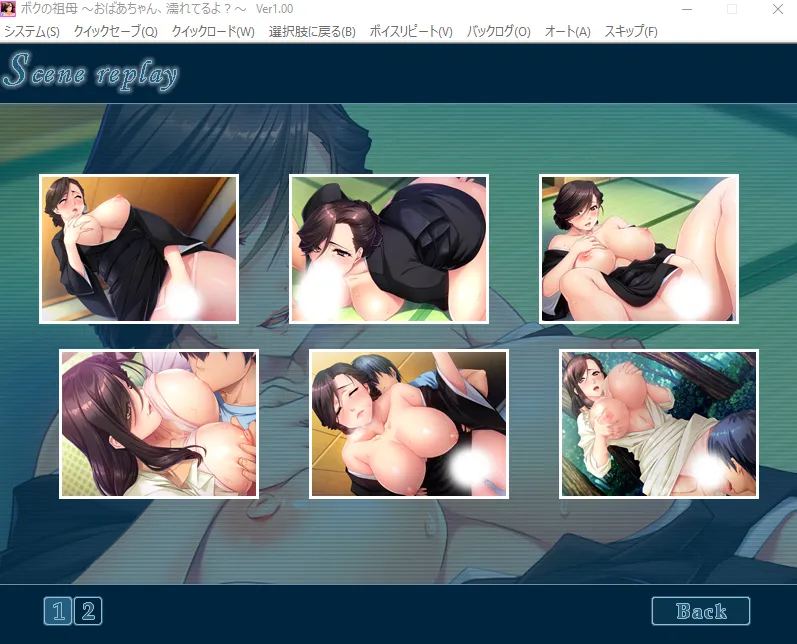 ボクの祖母 ～おばあちゃん、濡れてるよ？～ Ver1.00
システム(S) クイックセーブ(Q) クイックロード(W) 選択肢に戻る(B) ボイスリピート(V) バックログ(O) オート(A) スキップ(F)
Scene replay
1 2 Back